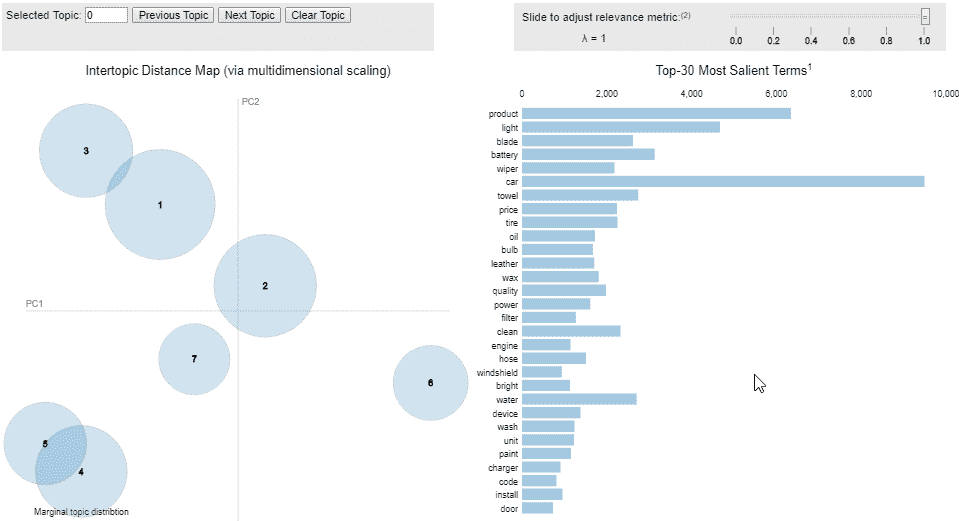 Selected Topic: 0 Previous Topic Next Topic Clear Topic
Slide to adjust relevance metric:(2)
λ = 1
0.0 0.2 0.4 0.6 0.8 1.0
Intertopic Distance Map (via multidimensional scaling)
PC2
PC1
3
1
2
7
6
5
4
Marginal topic distribtion
Top-30 Most Salient Terms1
0 2,000 4,000 6,000 8,000 10,000
product
light
blade
battery
wiper
car
towel
price
tire
oil
bulb
leather
wax
quality
power
filter
clean
engine
hose
windshield
bright
water
device
wash
unit
paint
charger
code
install
door